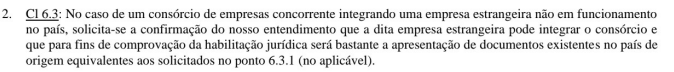 2. Cl 6.3: No caso de um consórcio de empresas concorrente integrando uma empresa estrangeira não em funcionamento
no país, solicita-se a confirmação do nosso entendimento que a dita empresa estrangeira pode integrar o consórcio e
que para fins de comprovação da habilitação jurídica será bastante a apresentação de documentos existentes no país de
origem equivalentes aos solicitados no ponto 6.3.1 (no aplicável).